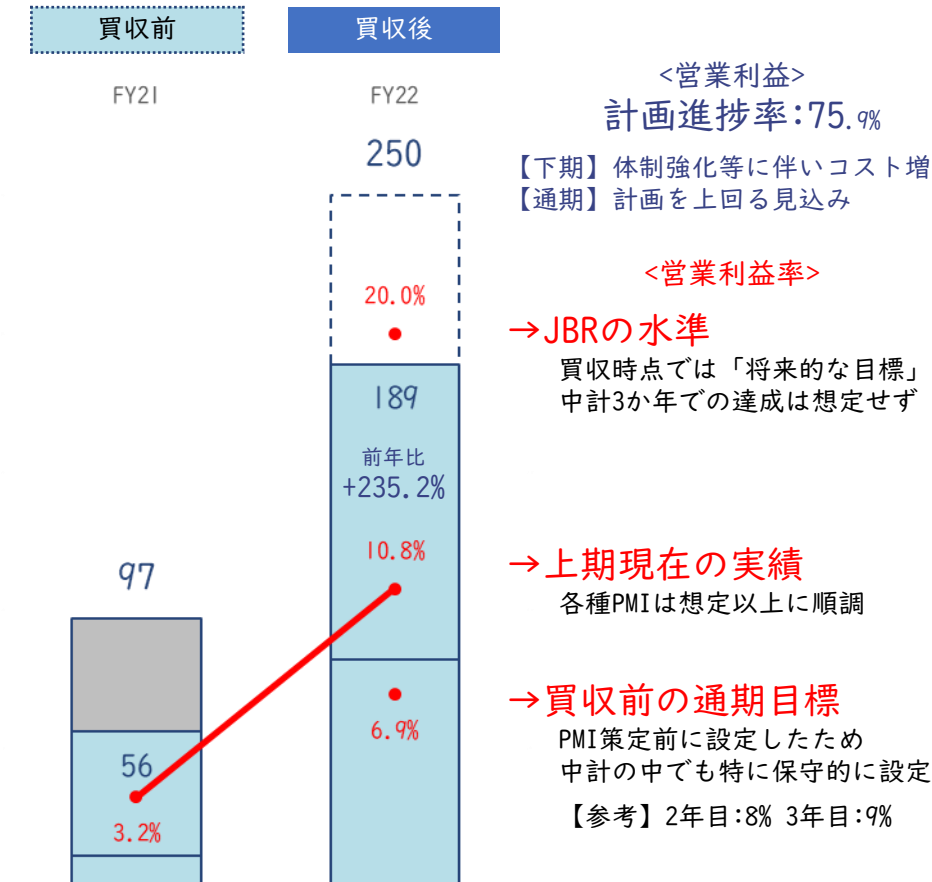 買収前
買収後
FY21
FY22
250
20.0%
189
前年比
+235.2%
10.8%
97
56
3.2%
6.9%
<営業利益>
計画進捗率:75.9%
【下期】体制強化等に伴いコスト増
【通期】計画を上回る見込み
<営業利益率>
→JBRの水準
買収時点では「将来的な目標」
中計3か年での達成は想定せず
→上期現在の実績
各種PMIは想定以上に順調
→買収前の通期目標
PMI策定前に設定したため
中計の中でも特に保守的に設定
【参考】2年目:8% 3年目:9%